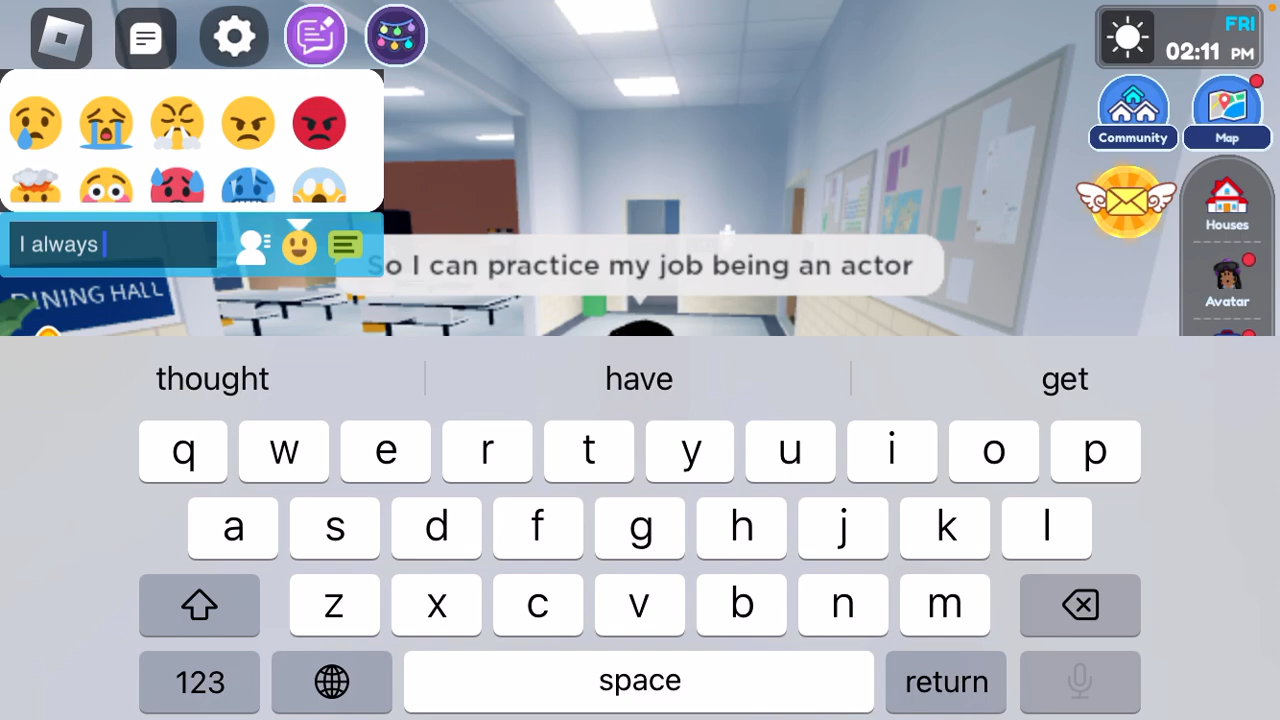 FRI
02:11 PM
Community
Map
I always
So I can practice my job being an actor
DINING HALL
Houses
Avatar
thought have get
q w e r t y u i o p
a s d f g h j k l
z x c v b n m
123 space return